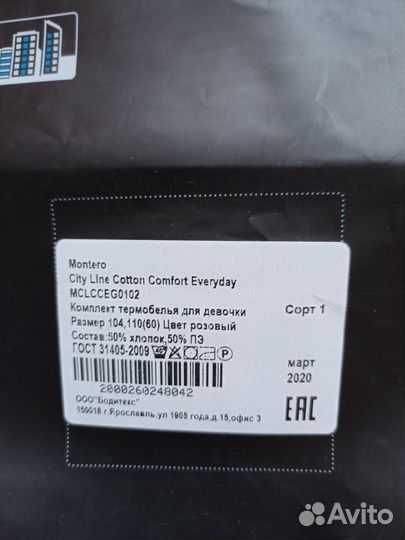 Montero
City Line Cotton Comfort Everyday
MCLCCEG0102
Комплект термобелья для девочки Сорт 1
Размер 104,110(60) Цвет розовый
Состав:50% хлопок,50% ПЭ
ГОСТ 31405-2009
март
2020
2000260248042
ООО"Бодитекс"
150018 г.Ярославль,ул 1905 года,д.15,офис 3
ЕАС
Avito